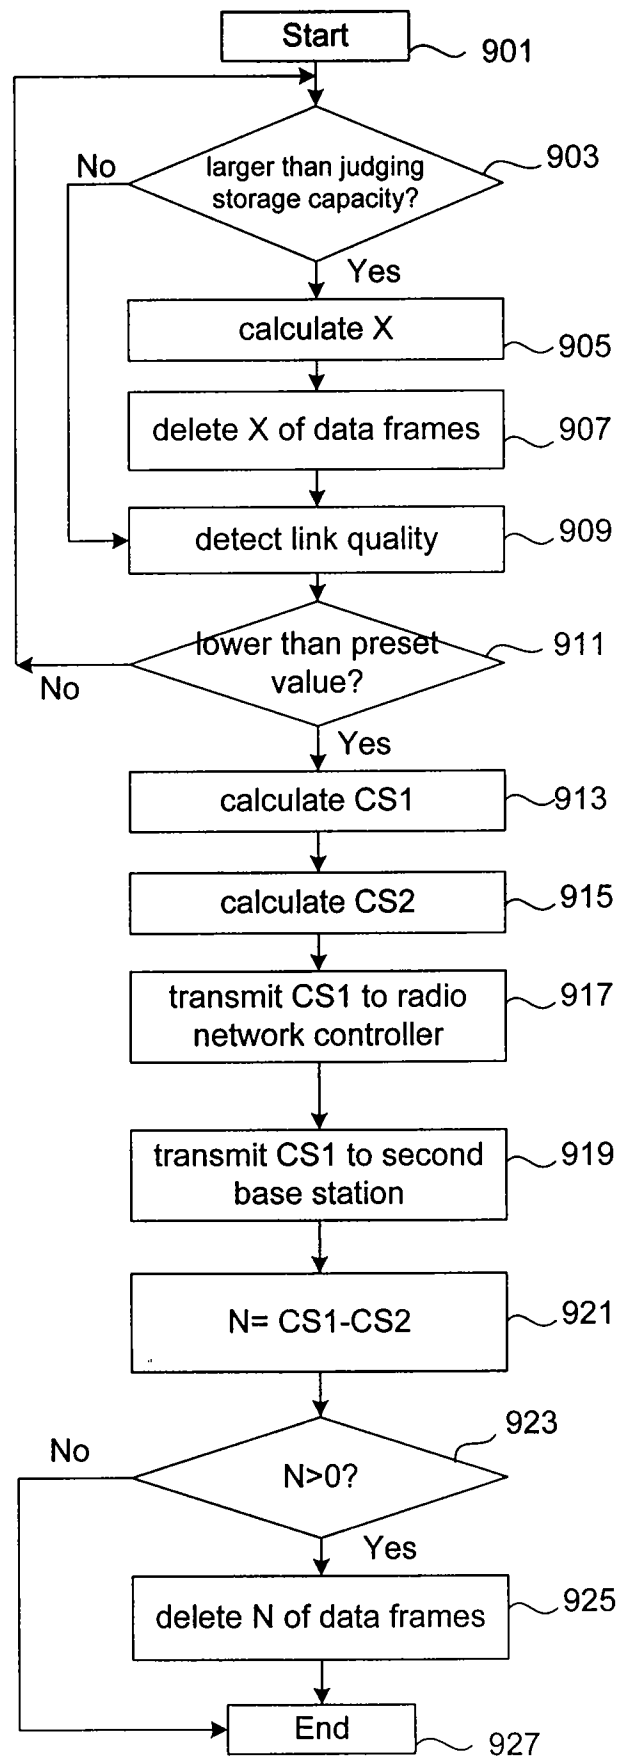 Start
901
No
larger than judging
storage capacity?
903
Yes
calculate X
905
delete X of data frames
907
detect link quality
909
lower than preset
value?
911
No
Yes
calculate CS1
913
calculate CS2
915
transmit CS1 to radio
network controller
917
transmit CS1 to second
base station
919
N= CS1-CS2
921
923
No
N>0?
Yes
delete N of data frames
925
End
927